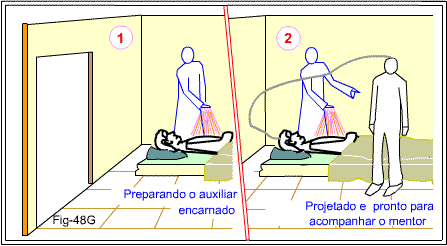 1
2
Preparando o auxiliar
encarnado
Projetado e pronto para
acompanhar o mentor
Fig-48G